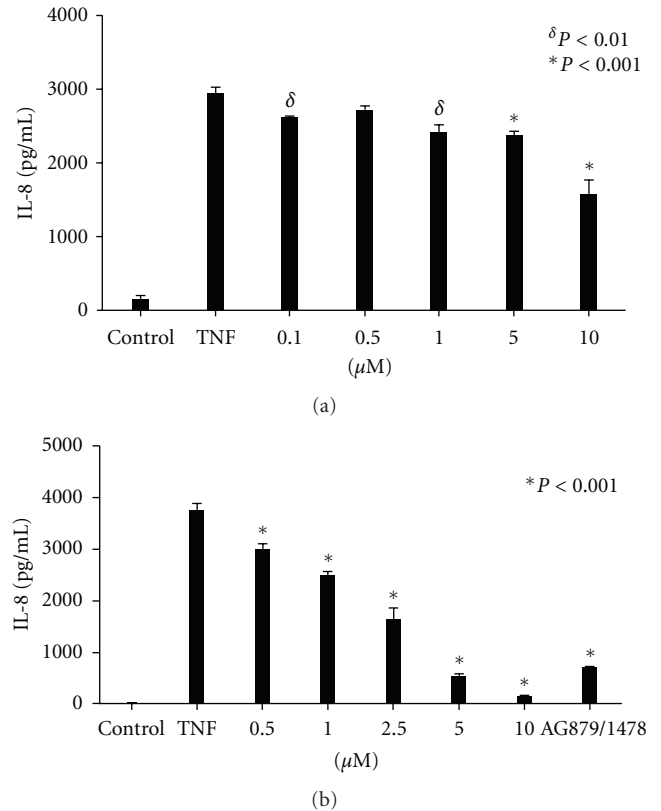 4000
3000
2000
1000
0
IL-8 (pg/mL)
δP < 0.01
*P < 0.001
δ
δ
*
*
Control TNF 0.1 0.5 1 5 10
(μM)
(a)
5000
4000
3000
2000
1000
0
IL-8 (pg/mL)
*P < 0.001
*
*
*
*
*
*
Control TNF 0.5 1 2.5 5 10 AG879/1478
(μM)
(b)